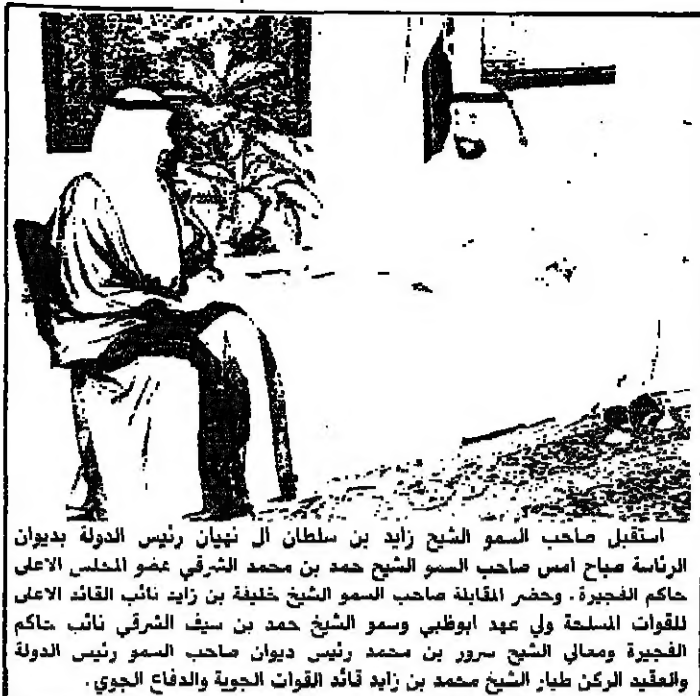 استقبل صاحب السمو الشيخ زايد بن سلطان آل نهيان رئيس الدولة بديوان
الرئاسة صباح امس صاحب السمو الشيخ حمد بن محمد الشرقي عضو المجلس الاعلى
حاكم الفجيرة . وحضر المقابلة صاحب السمو الشيخ خليفة بن زايد نائب القائد الاعلى
للقوات المسلحة ولي عهد ابوظبي وسمو الشيخ حمد بن سيف الشرقي نائب حاكم
الفجيرة ومعالي الشيخ سرور بن محمد رئيس ديوان صاحب السمو رئيس الدولة
والعقيد الركن طيار الشيخ محمد بن زايد قائد القوات الجوية والدفاع الجوي .